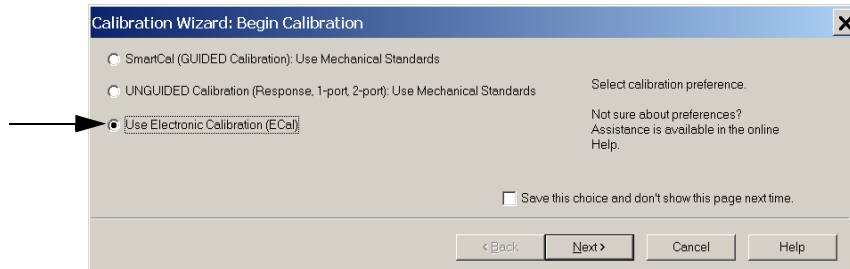 Calibration Wizard: Begin Calibration
SmartCal (GUIDED Calibration): Use Mechanical Standards
UNGUIDED Calibration (Response, 1-port, 2-port): Use Mechanical Standards
Use Electronic Calibration (ECal)
Select calibration preference.
Not sure about preferences?
Assistance is available in the online
Help.
Save this choice and don't show this page next time.
< Back
Next >
Cancel
Help